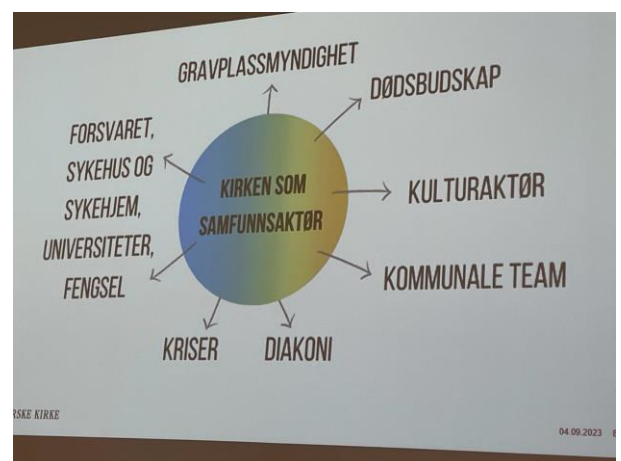 GRAVPLASSMYNDIGHET
DØDSBUDSKAP
FORSVARET,
SYKEHUS OG
SYKEHJEM,
UNIVERSITETER,
FENGSEL
KIRKEN SOM
SAMFUNNSAKTØR
KULTURAKTØR
KOMMUNALE TEAM
KRISER
DIAKONI
RSKE KIRKE
04.09.2023